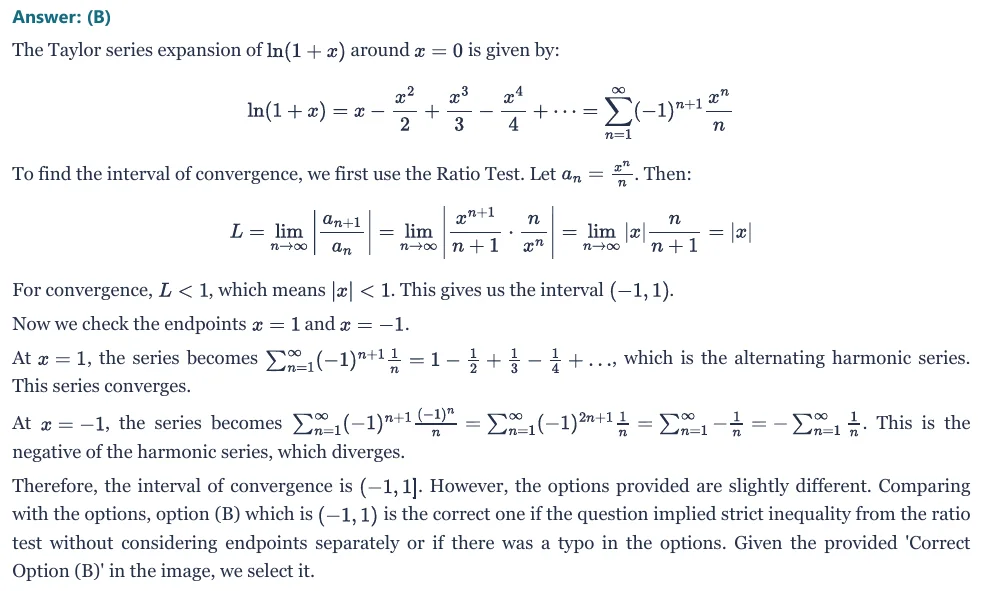 Answer: (B)
The Taylor series expansion of ln(1 + x) around x = 0 is given by:
ln(1 + x) = x − x²/2 + x³/3 − x⁴/4 + ⋯ = ∑_{n=1}^{∞} (−1)^{n+1} xⁿ/n
To find the interval of convergence, we first use the Ratio Test. Let aₙ = xⁿ/n. Then:
L = lim_{n→∞} |a_{n+1}/aₙ| = lim_{n→∞} |x^{n+1}/(n + 1) · n/xⁿ| = lim_{n→∞} |x| n/(n + 1) = |x|
For convergence, L < 1, which means |x| < 1. This gives us the interval (−1, 1).
Now we check the endpoints x = 1 and x = −1.
At x = 1, the series becomes ∑_{n=1}^{∞} (−1)^{n+1} 1/n = 1 − 1/2 + 1/3 − 1/4 + …, which is the alternating harmonic series.
This series converges.
At x = −1, the series becomes ∑_{n=1}^{∞} (−1)^{n+1} (−1)ⁿ/n = ∑_{n=1}^{∞} (−1)^{2n+1} 1/n = ∑_{n=1}^{∞} −1/n = − ∑_{n=1}^{∞} 1/n. This is the
negative of the harmonic series, which diverges.
Therefore, the interval of convergence is (−1, 1]. However, the options provided are slightly different. Comparing
with the options, option (B) which is (−1, 1) is the correct one if the question implied strict inequality from the ratio
test without considering endpoints separately or if there was a typo in the options. Given the provided 'Correct
Option (B)' in the image, we select it.